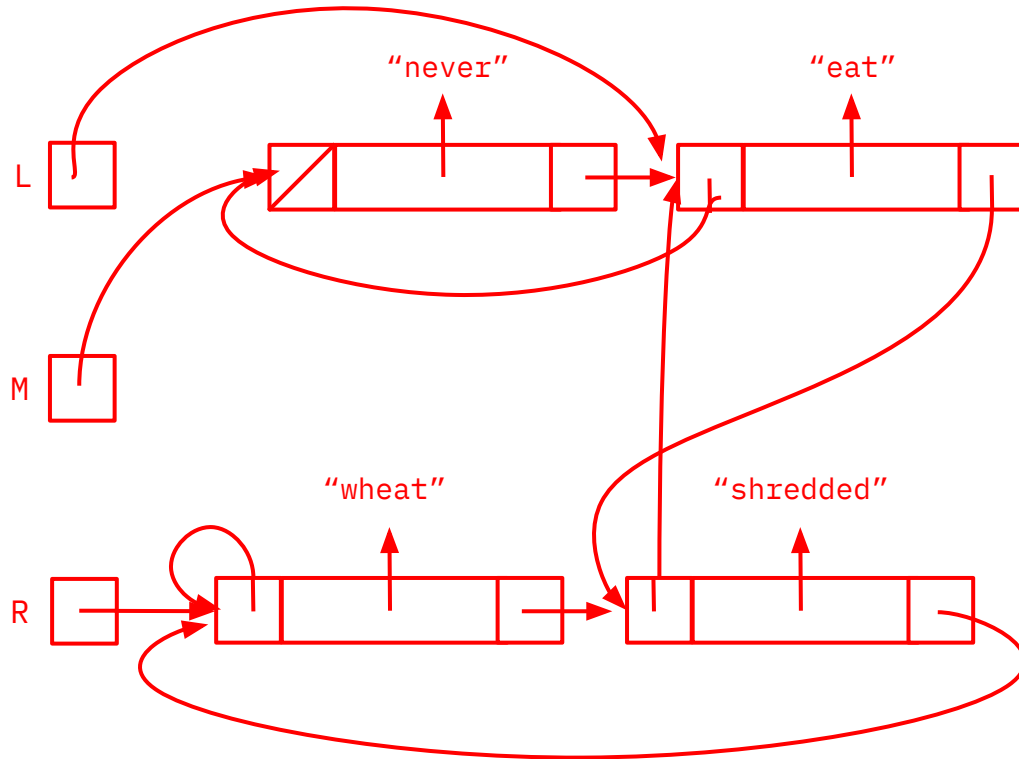 “never”
“eat”
L
M
“wheat”
“shredded”
R